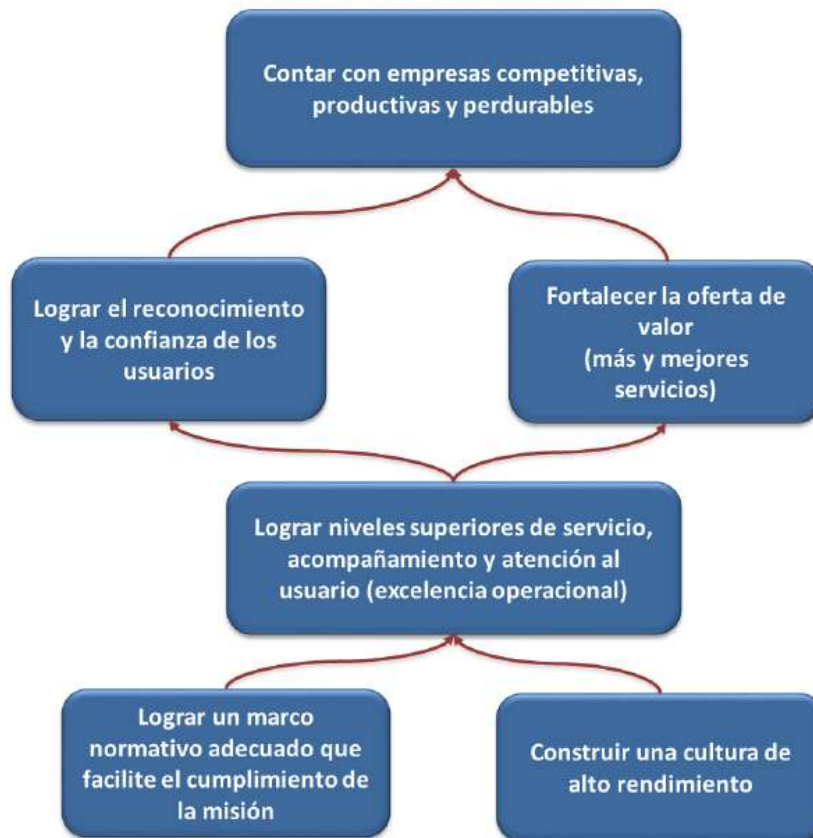 Contar con empresas competitivas,
productivas y perdurables
Lograr el reconocimiento
y la confianza de los
usuarios
Fortalecer la oferta de
valor
(más y mejores
servicios)
Lograr niveles superiores de servicio,
acompañamiento y atención al
usuario (excelencia operacional)
Lograr un marco
normativo adecuado que
facilite el cumplimiento de
la misión
Construir una cultura de
alto rendimiento